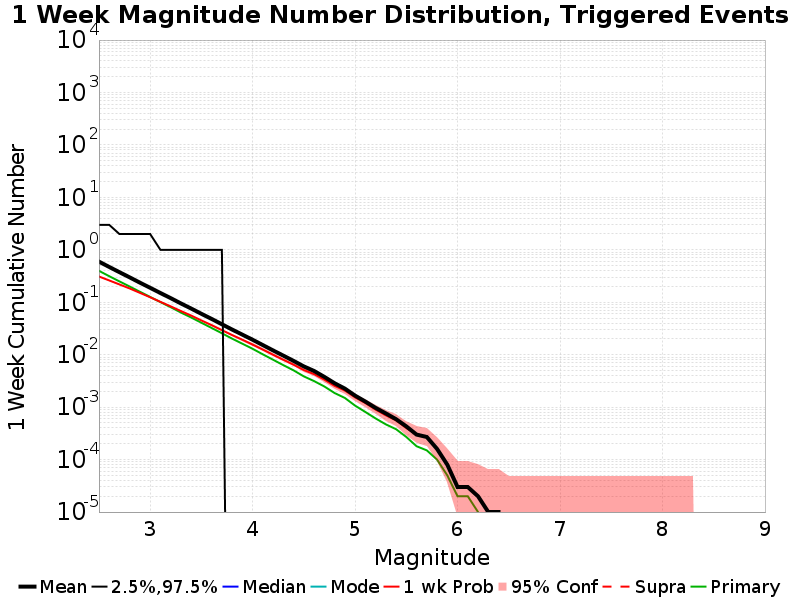 1 Week Magnitude Number Distribution, Triggered Events
1 Week Cumulative Number
10^4
10^3
10^2
10^1
10^0
10^-1
10^-2
10^-3
10^-4
10^-5
3 4 5 6 7 8 9
Magnitude
Mean 2.5%,97.5% Median Mode 1 wk Prob 95% Conf Supra Primary